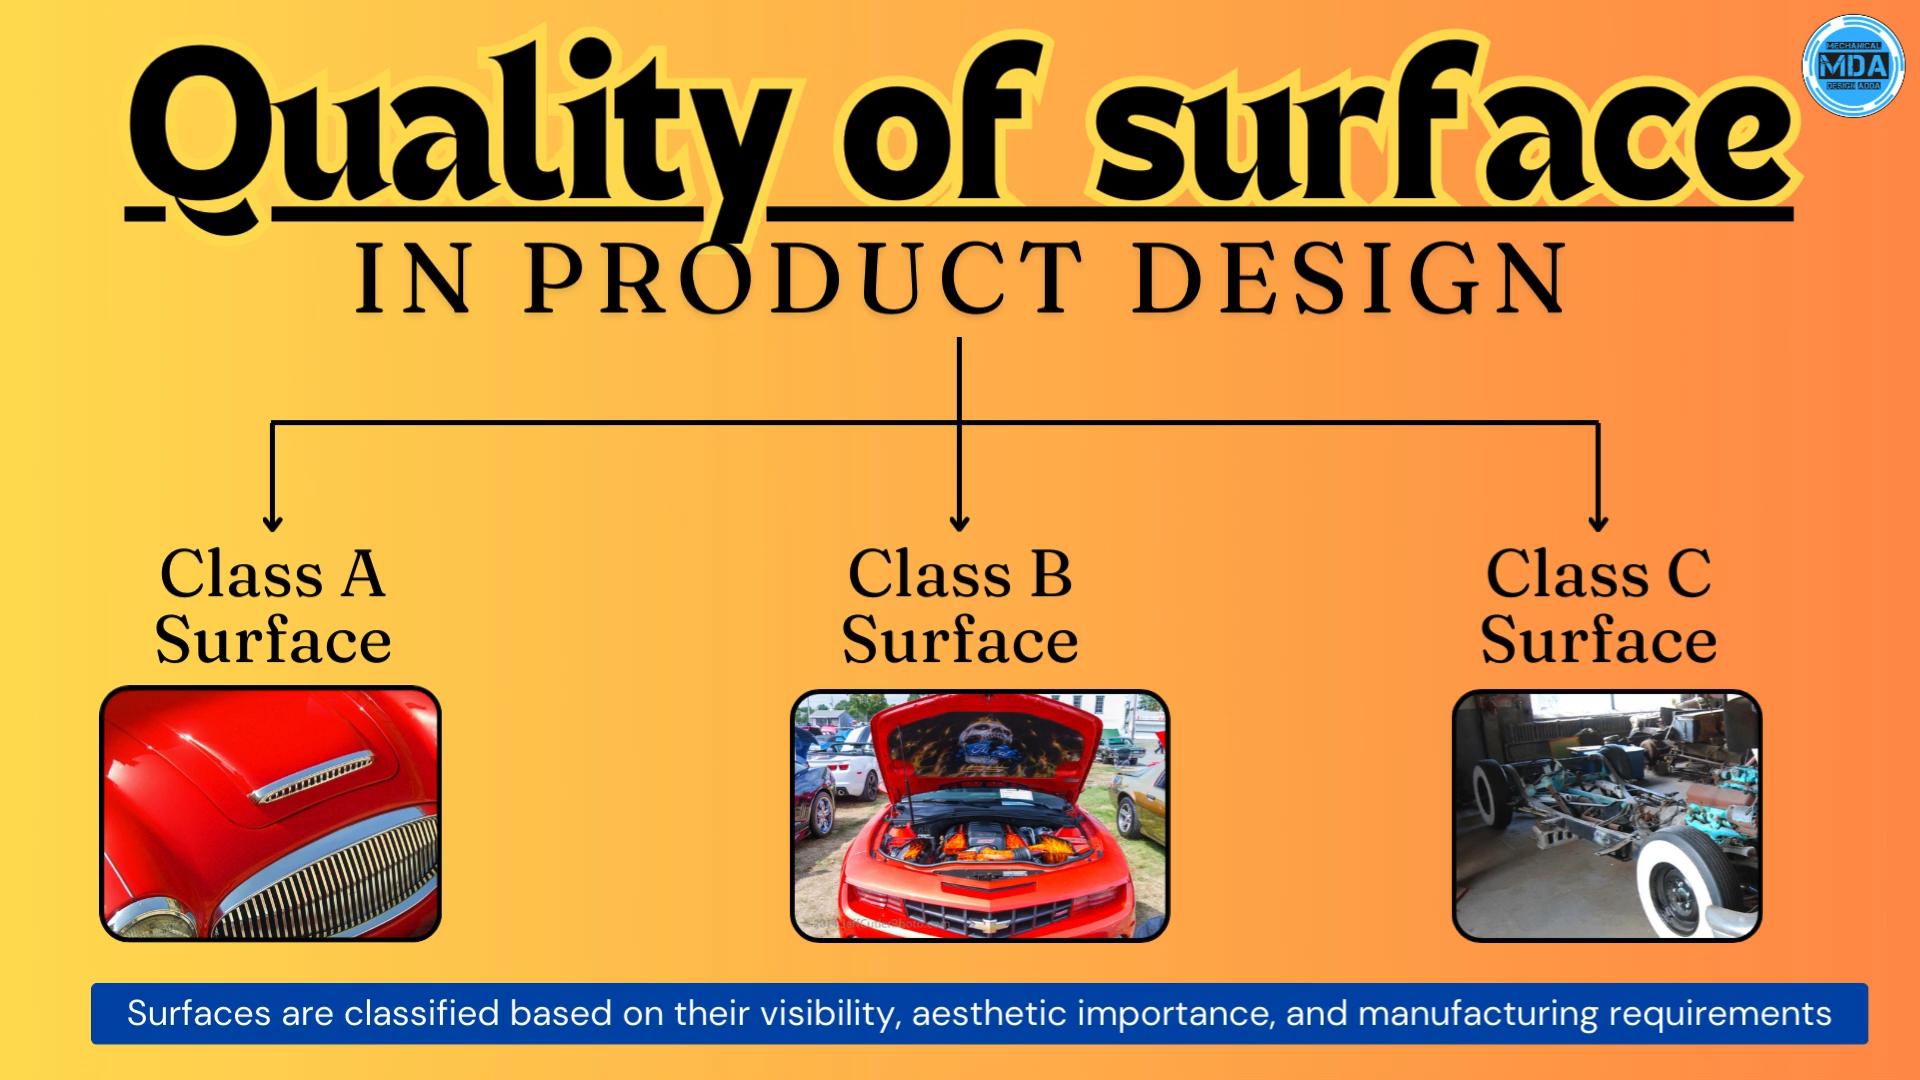 Quality of surface
MECHANICAL
MDA
DESIGN ADDA
IN PRODUCT DESIGN
Class A
Surface
Class B
Surface
Class C
Surface
Surfaces are classified based on their visibility, aesthetic importance, and manufacturing requirements